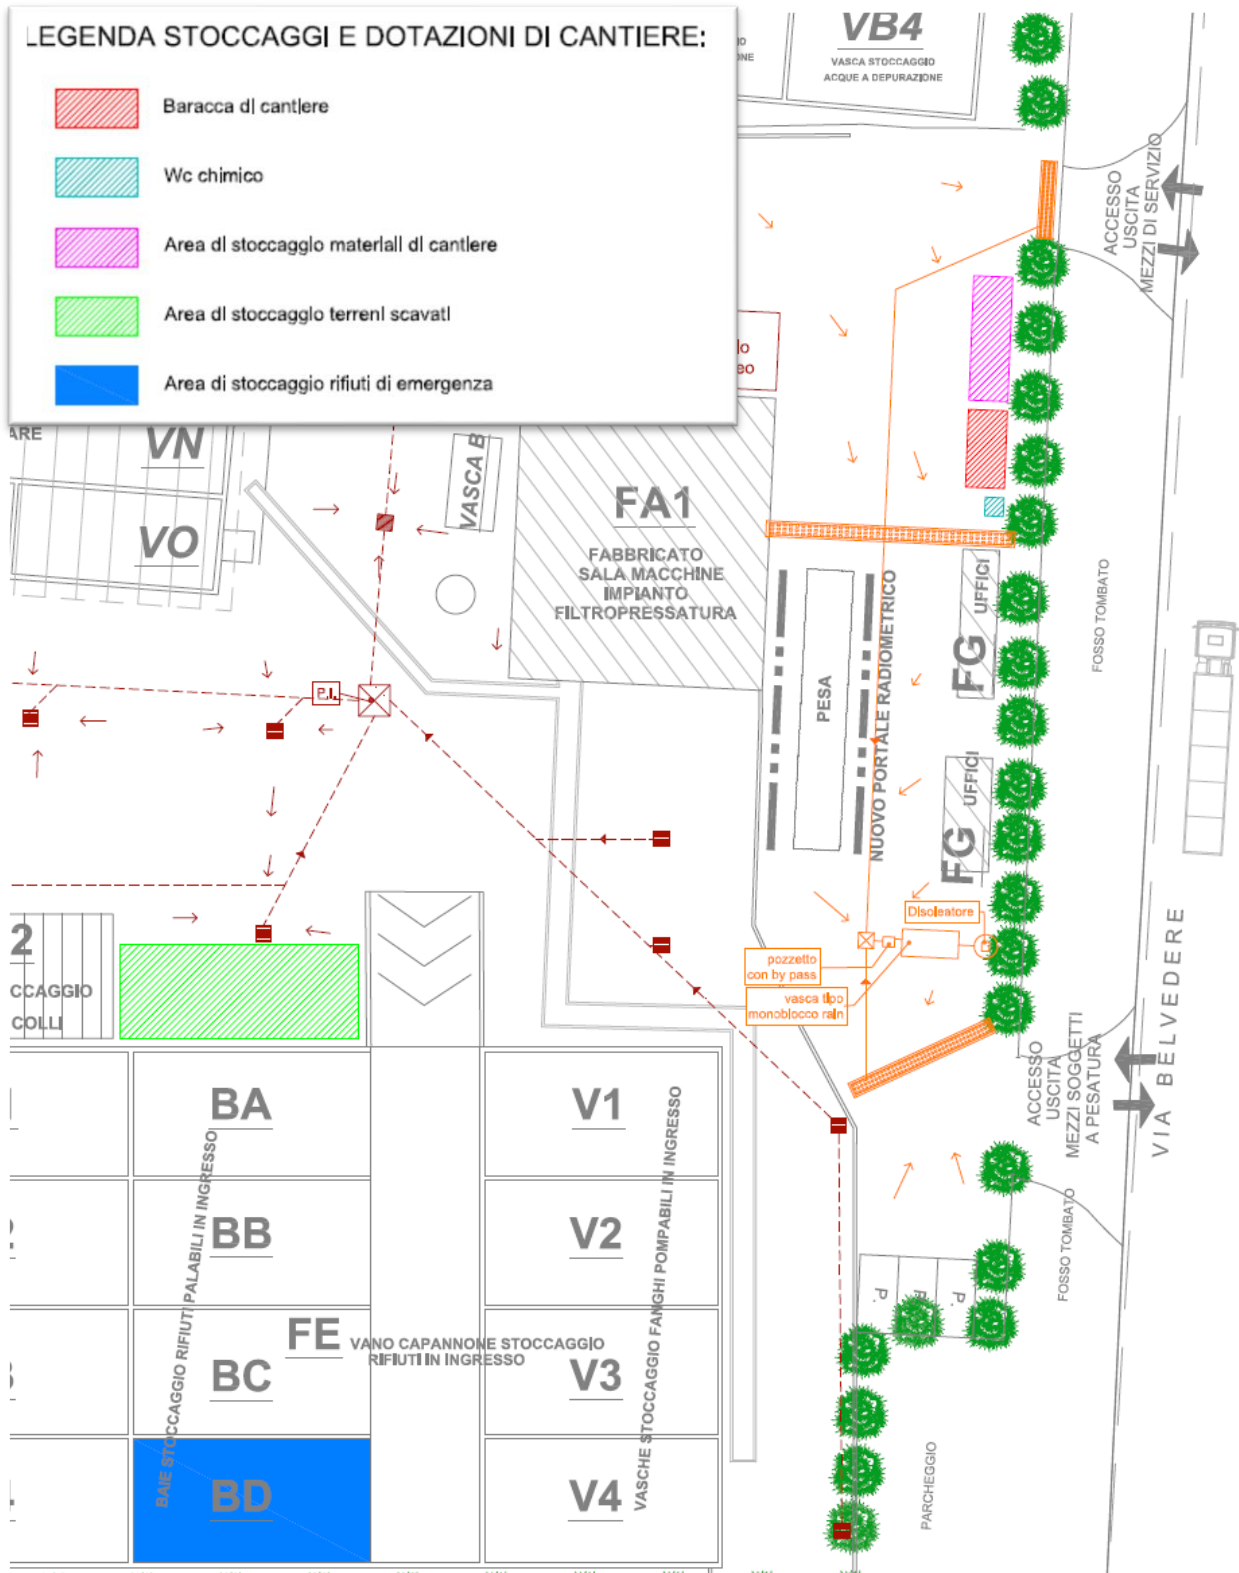 LEGENDA STOCCAGGI E DOTAZIONI DI CANTIERE:
Baracca di cantiere
Wc chimico
Area di stoccaggio materiali di cantiere
Area di stoccaggio terreni scavati
Area di stoccaggio rifiuti di emergenza
VB4
VASCA STOCCAGGIO
ACQUE A DEPURAZIONE
ACCESSO
USCITA
MEZZI DI SERVIZIO
VN
VO
VASCA B
FA1
FABBRICATO
SALA MACCHINE
IMPIANTO
FILTROPRESSATURA
P.I.
PESA
NUOVO PORTALE RADIOMETRICO
FG
UFFICI
FG
UFFICI
FOSSO TOMBATO
Disoleatore
pozzetto
con by pass
vasca tipo
monoblocco rain
VIA BELVEDERE
ACCESSO
USCITA
MEZZI SOGGETTI
A PESATURA
2
CCAGGIO
COLLI
BA
V1
BB
V2
FE
VANO CAPANNONE STOCCAGGIO
RIFIUTI IN INGRESSO
BC
V3
BD
V4
BAIE STOCCAGGIO RIFIUTI PALABILI IN INGRESSO
VASCHE STOCCAGGIO FANGHI POMPABILI IN INGRESSO
FOSSO TOMBATO
P.
P.
P.
PARCHEGGIO